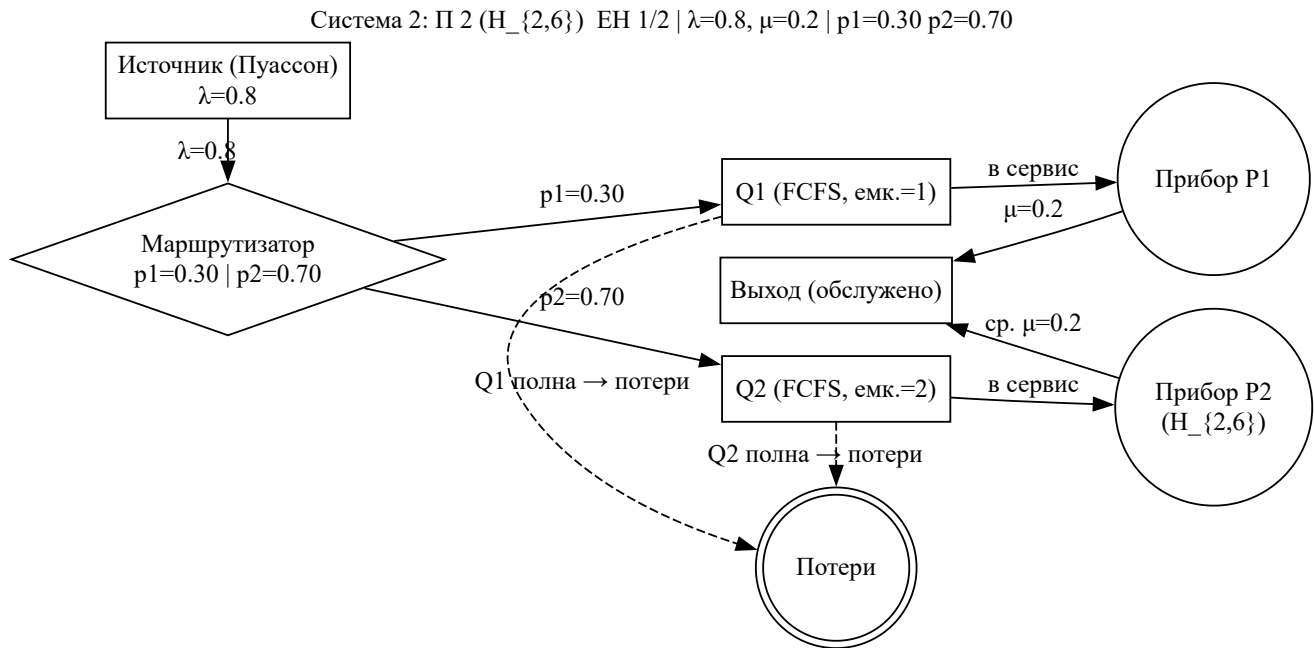 Система 2: П 2 (H_{2,6})  ЕН 1/2 | λ=0.8, μ=0.2 | p1=0.30 p2=0.70
Источник (Пуассон)
λ=0.8
λ=0.8
Маршрутизатор
p1=0.30 | p2=0.70
p1=0.30
p2=0.70
Q1 (FCFS, емк.=1)
в сервис
Прибор P1
μ=0.2
Выход (обслужено)
ср. μ=0.2
Q1 полна → потери
Q2 (FCFS, емк.=2)
в сервис
Прибор P2
(H_{2,6})
Q2 полна → потери
Потери